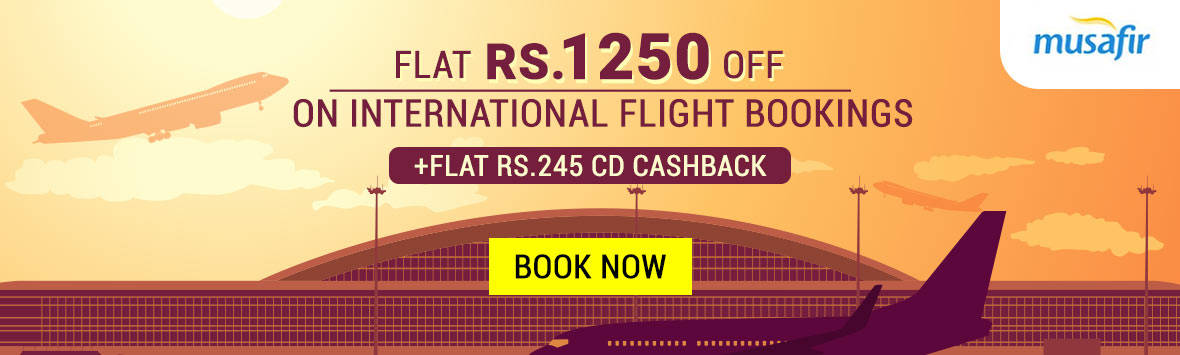 musafir
FLAT RS.1250 OFF
ON INTERNATIONAL FLIGHT BOOKINGS
+FLAT RS.245 CD CASHBACK
BOOK NOW